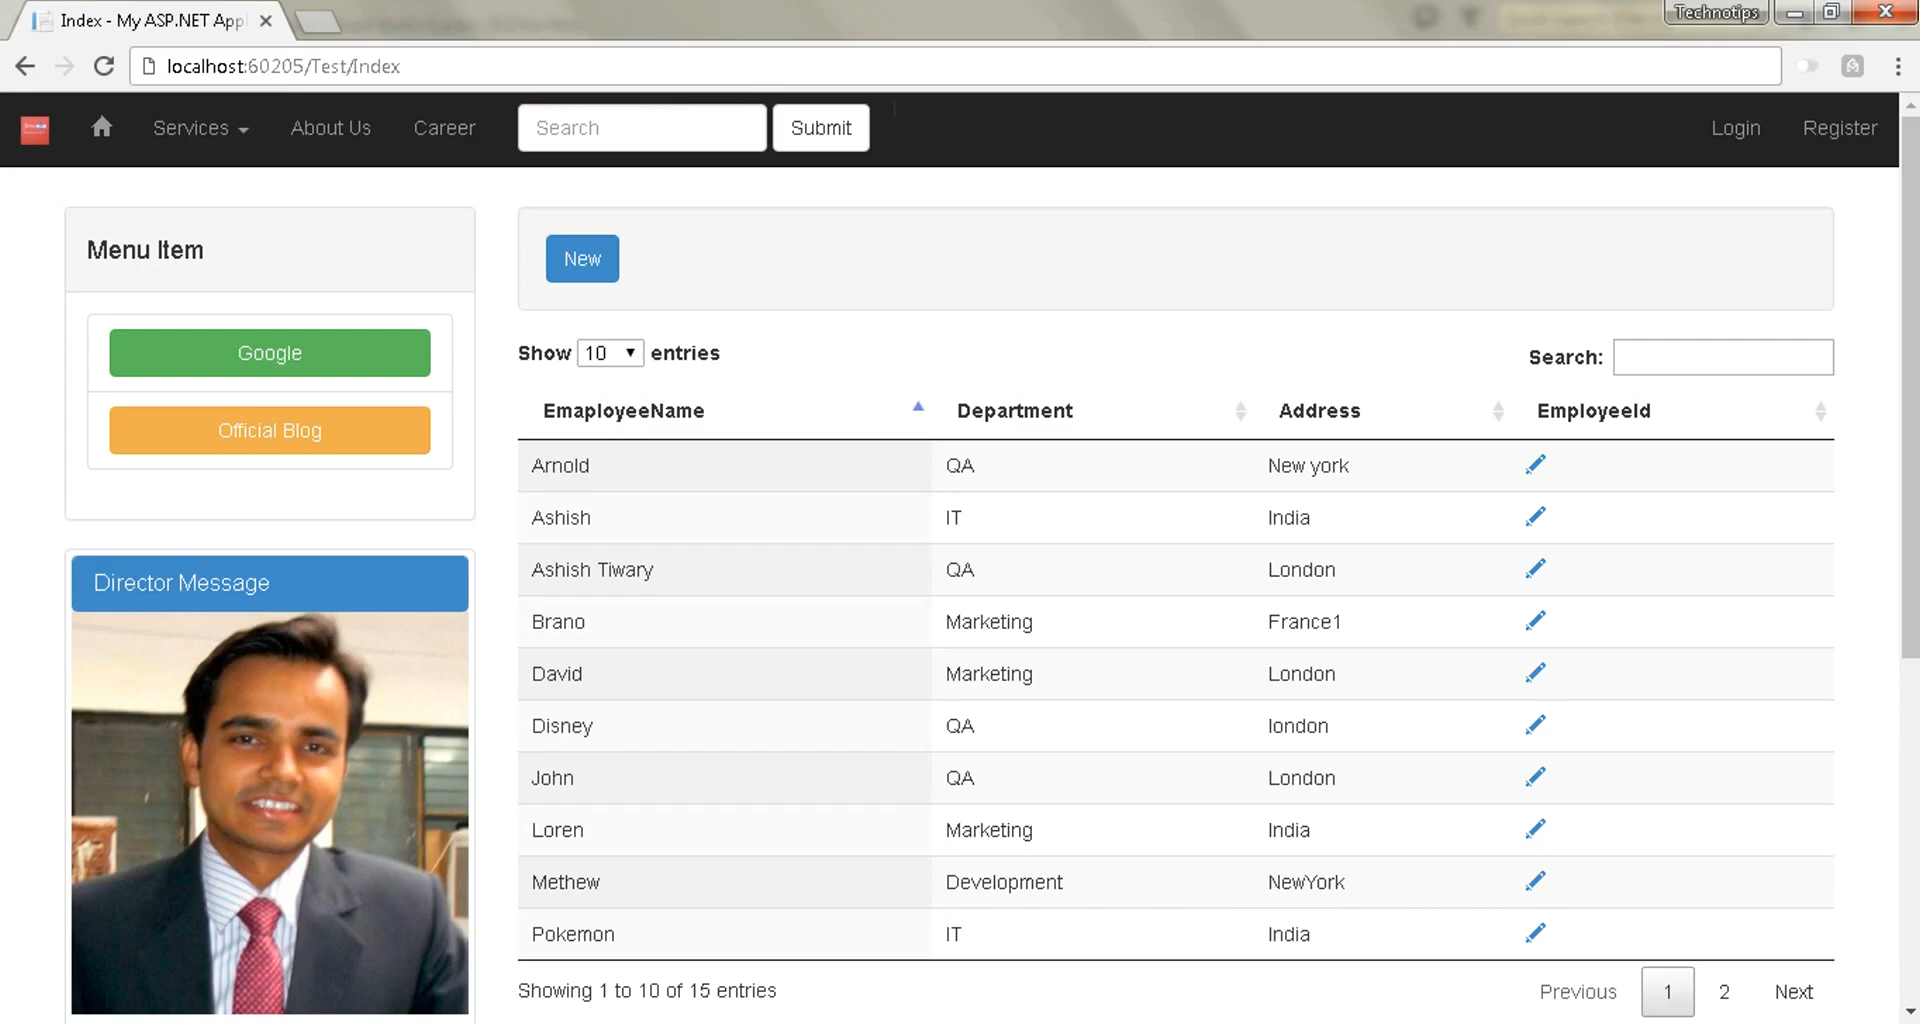 Index - My ASP.NET App
Technotips
localhost:60205/Test/Index
Services About Us Career Search Submit Login Register
Menu Item
Google
Official Blog
Director Message
New
Show 10 entries Search:
EmaployeeName Department Address EmployeeId
Arnold QA New york
Ashish IT India
Ashish Tiwary QA London
Brano Marketing France1
David Marketing London
Disney QA london
John QA London
Loren Marketing India
Methew Development NewYork
Pokemon IT India
Showing 1 to 10 of 15 entries Previous 1 2 Next